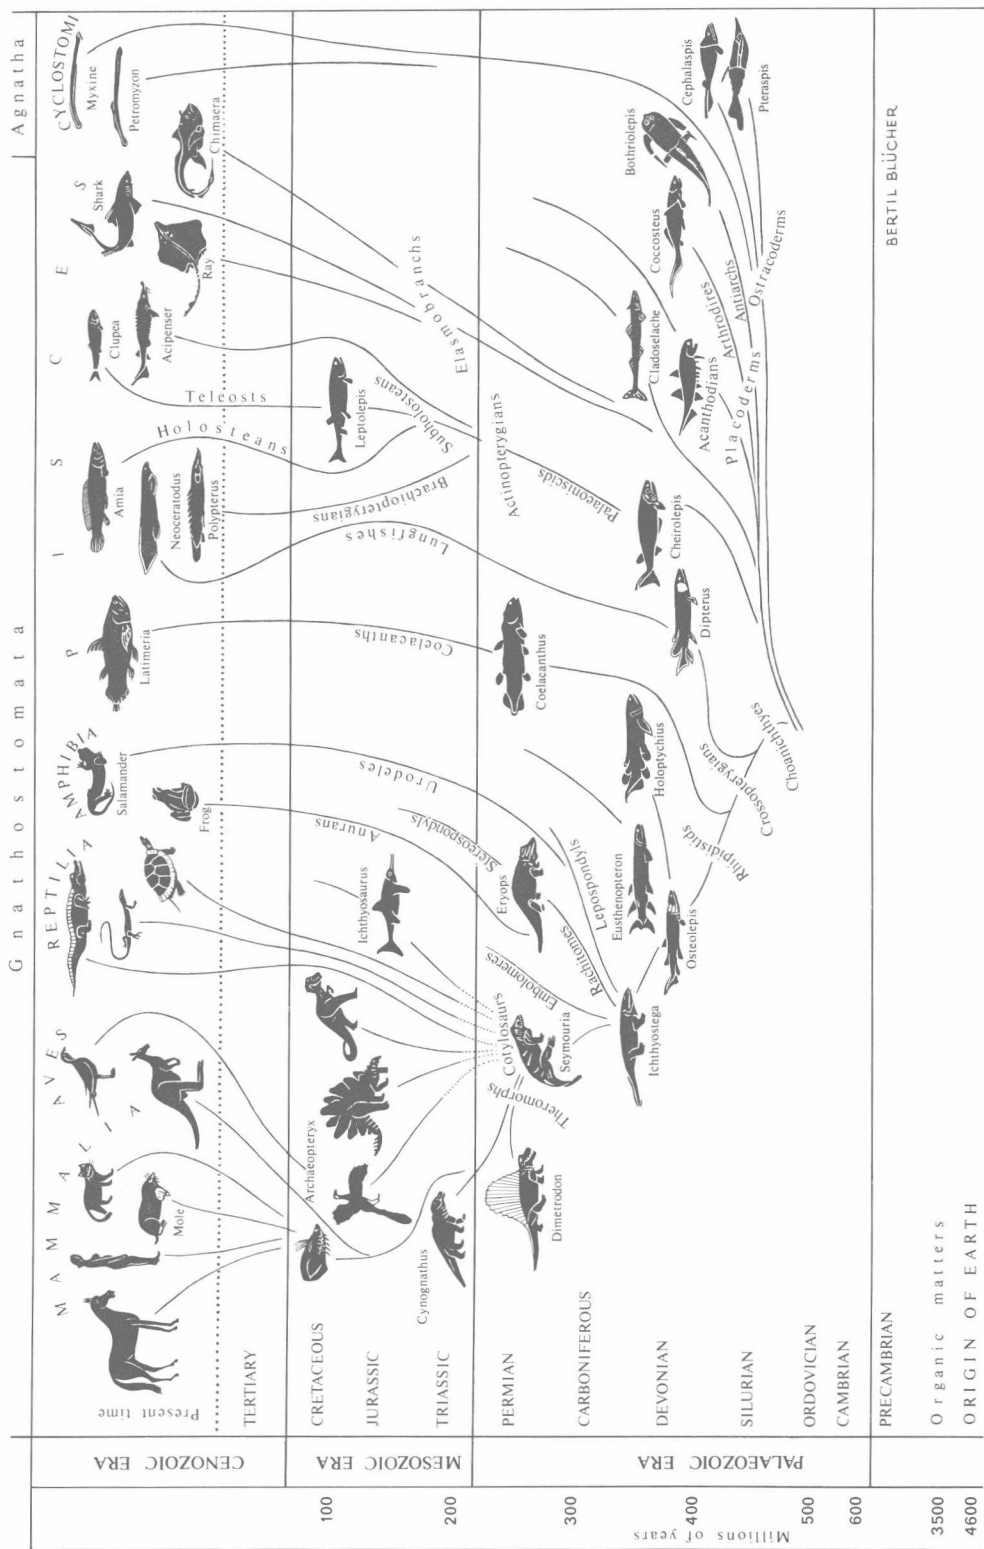 Gnathostomata
Agnatha
MAMMALIA
AVES
REPTILIA
AMPHIBIA
PISCES
CYCLOSTOMI
Mole
Salamander
Frog
Latimeria
Amia
Neoceratodus
Polypterus
Clupea
Acipenser
Shark
Ray
Chimaera
Myxine
Petromyzon
Present time
CENOZOIC ERA
TERTIARY
Holosteans
Teleosts
MESOZOIC ERA
CRETACEOUS
JURASSIC
TRIASSIC
100
200
Archaeopteryx
Cynognathus
Ichthyosaurus
Anurans
Stereospondyls
Urodeles
Coelacanths
Lungfishes
Brachiopterygians
Leptolepis
Subholosteans
Elasmobranchs
PALAEOZOIC ERA
PERMIAN
CARBONIFEROUS
DEVONIAN
SILURIAN
ORDOVICIAN
CAMBRIAN
Millions of years
300
400
500
600
Dimetrodon
Theromorphs
Cotylosaurs
Seymouria
Embolomeres
Eryops
Rachitomes
Lepospondyls
Ichthyostega
Eusthenopteron
Osteolepis
Holoptychius
Rhipidistids
Crossopterygians
Choanichthyes
Coelacanthus
Dipterus
Actinopterygians
Palaeoniscids
Cheirolepis
Cladoselache
Acanthodians
Coccosteus
Bothriolepis
Cephalaspis
Pteraspis
Placoderms
Arthrodires
Antiarchs
Ostracoderms
PRECAMBRIAN
3500
Organic matters
4600
ORIGIN OF EARTH
BERTIL BLÜCHER